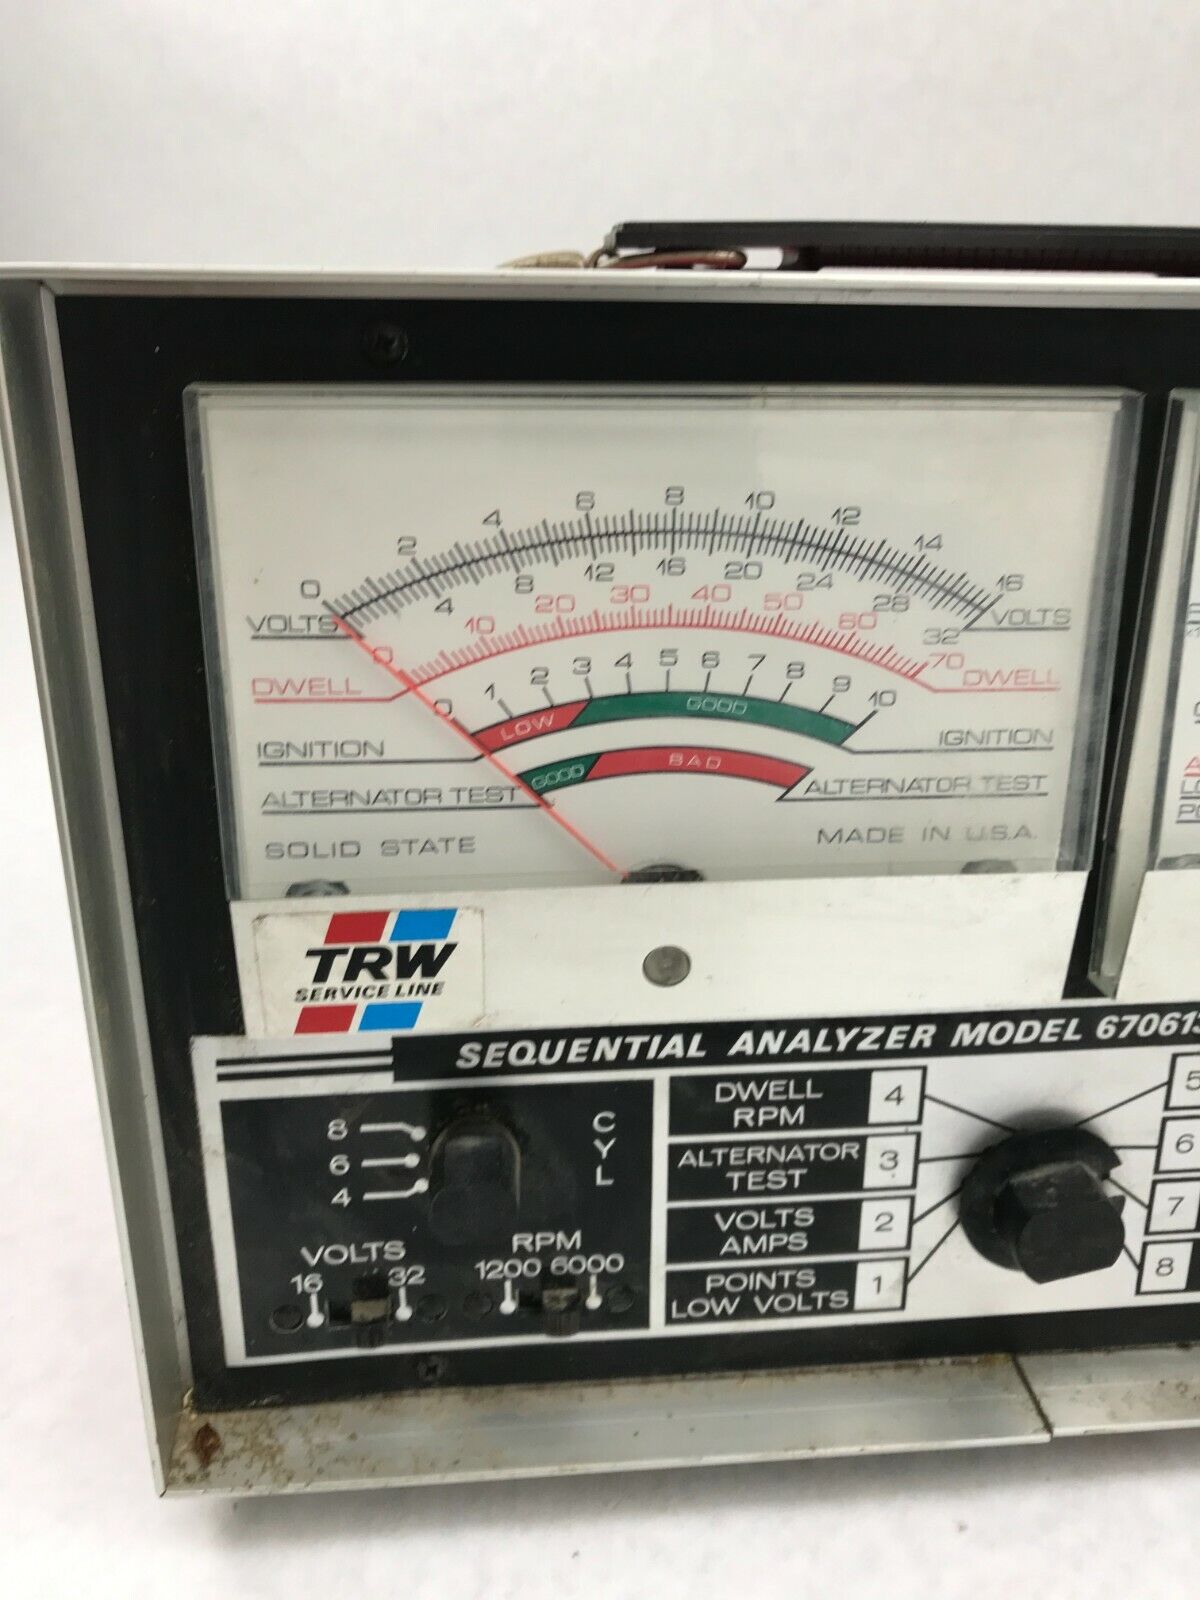 0 2 4 6 8 10 12 14 16
VOLTS 4 8 12 16 20 24 28 32 VOLTS
0 10 20 30 40 50 60 70
DWELL DWELL
0 1 2 3 4 5 6 7 8 9 10
LOW GOOD
IGNITION IGNITION
GOOD BAD
ALTERNATOR TEST ALTERNATOR TEST
SOLID STATE MADE IN U.S.A.
TRW
SERVICE LINE
SEQUENTIAL ANALYZER MODEL 67061
8
6
4
CYL
VOLTS
16 32
RPM
1200 6000
DWELL
RPM 4
ALTERNATOR
TEST 3
VOLTS
AMPS 2
POINTS
LOW VOLTS 1
5
6
7
8